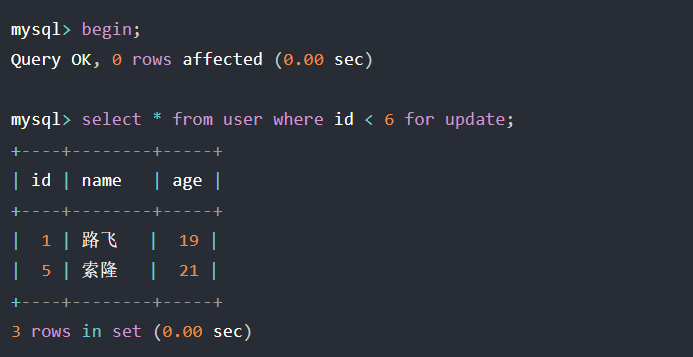 mysql> begin;
Query OK, 0 rows affected (0.00 sec)
mysql> select * from user where id < 6 for update;
+----+--------+-----+
| id | name   | age |
+----+--------+-----+
|  1 | 路飞   |  19 |
|  5 | 索隆   |  21 |
+----+--------+-----+
3 rows in set (0.00 sec)